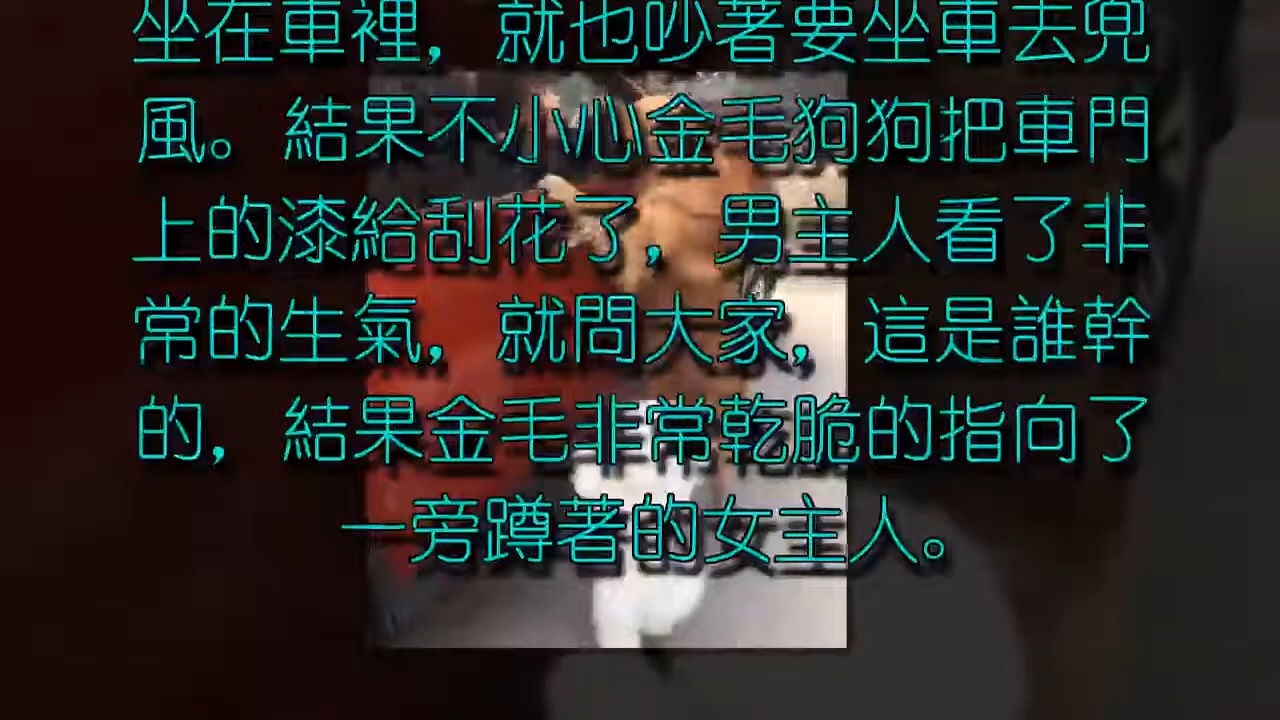 坐在車裡，就也吵著要坐車去兜
風。結果不小心金毛狗狗把車門
上的漆給刮花了，男主人看了非
常的生氣，就問大家，這是誰幹
的，結果金毛非常乾脆的指向了
一旁蹲著的女主人。